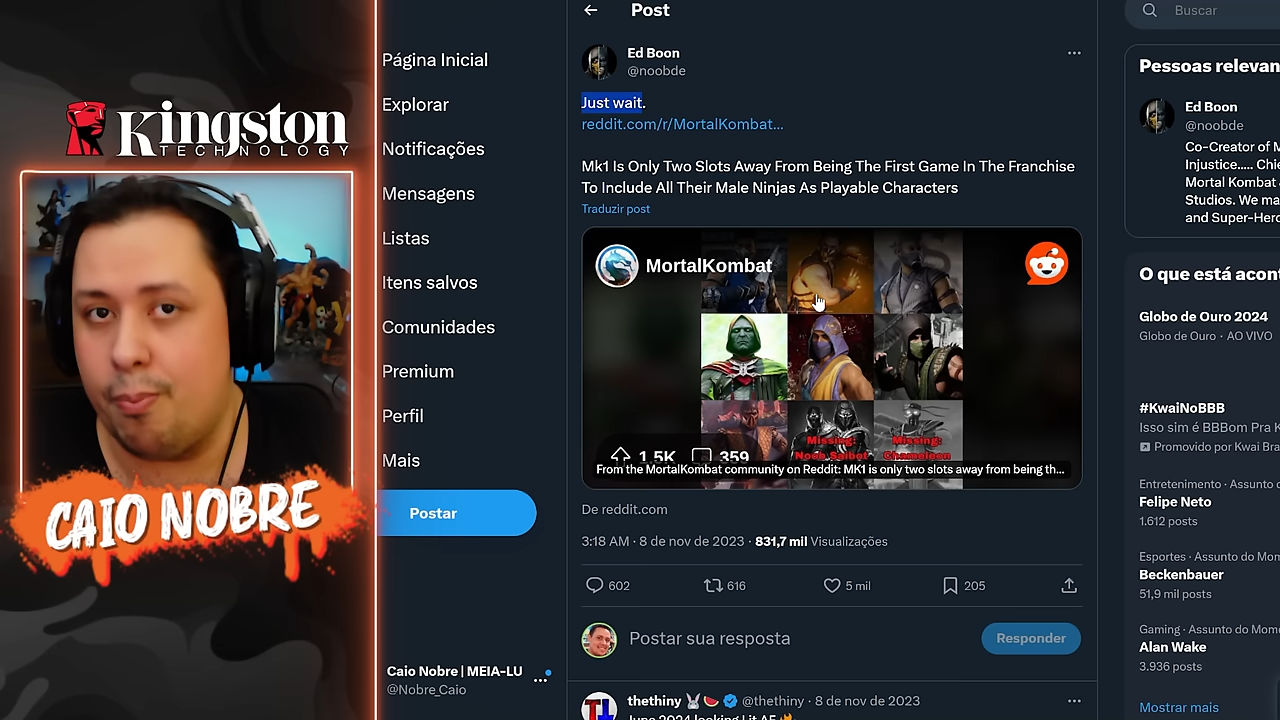 Kingston
TECHNOLOGY
CAIO NOBRE
Página Inicial
Explorar
Notificações
Mensagens
Listas
Itens salvos
Comunidades
Premium
Perfil
Mais
Postar
Caio Nobre | MEIA-LU
@Nobre_Caio
Post
Ed Boon
@noobde
Just wait.
reddit.com/r/MortalKombat...
Mk1 Is Only Two Slots Away From Being The First Game In The Franchise
To Include All Their Male Ninjas As Playable Characters
Traduzir post
MortalKombat
Missing:
Noob Saibot
Missing:
Chameleon
1.5K
359
From the MortalKombat community on Reddit: MK1 is only two slots away from being th...
De reddit.com
3:18 AM · 8 de nov de 2023 · 831,7 mil Visualizações
602
616
5 mil
205
Postar sua resposta
Responder
thethiny @thethiny · 8 de nov de 2023
June 2024 looking Lit AF
Buscar
Pessoas relevan
Ed Boon
@noobde
Co-Creator of M
Injustice..... Chie
Mortal Kombat
Studios. We ma
and Super-Hero
O que está acont
Globo de Ouro 2024
Globo de Ouro · AO VIVO
#KwaiNoBBB
Isso sim é BBBom Pra K
Promovido por Kwai Bra
Entretenimento · Assunto d
Felipe Neto
1.612 posts
Esportes · Assunto do Mom
Beckenbauer
51,9 mil posts
Gaming · Assunto do Mome
Alan Wake
3.936 posts
Mostrar mais